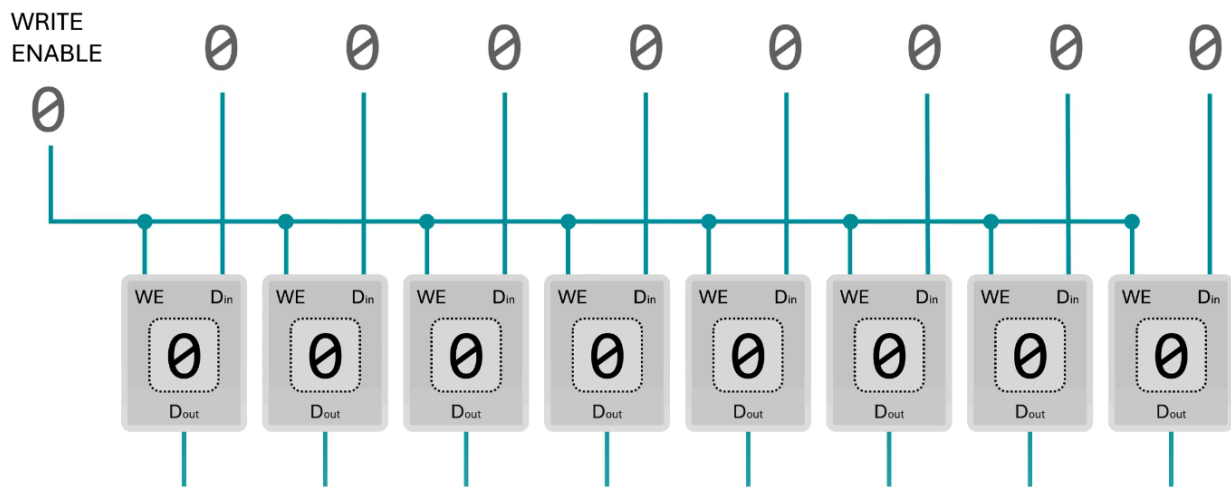 WRITE
ENABLE
0
0 0 0 0 0 0 0 0
WE Din WE Din WE Din WE Din WE Din WE Din WE Din WE Din
0 0 0 0 0 0 0 0
Dout Dout Dout Dout Dout Dout Dout Dout